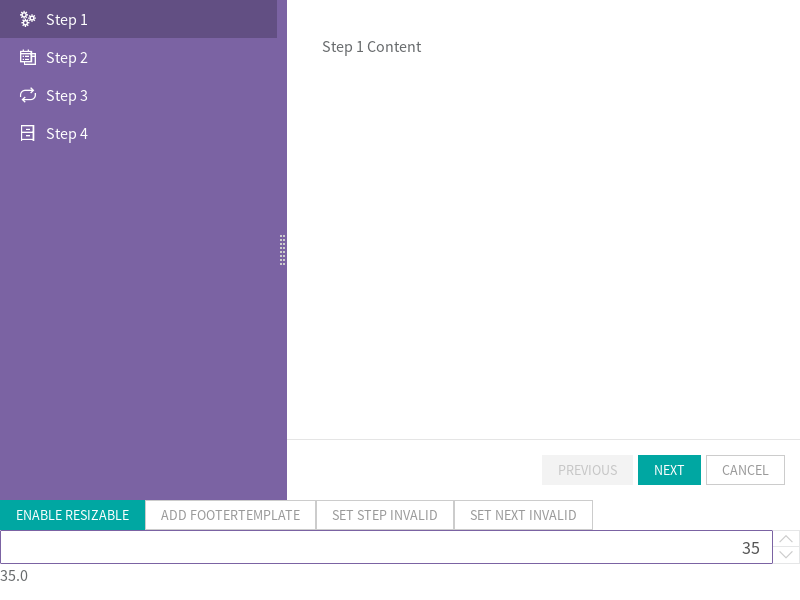 Step 1
Step 2
Step 3
Step 4
Step 1 Content
PREVIOUS NEXT CANCEL
ENABLE RESIZABLE ADD FOOTERTEMPLATE SET STEP INVALID SET NEXT INVALID
35
35.0